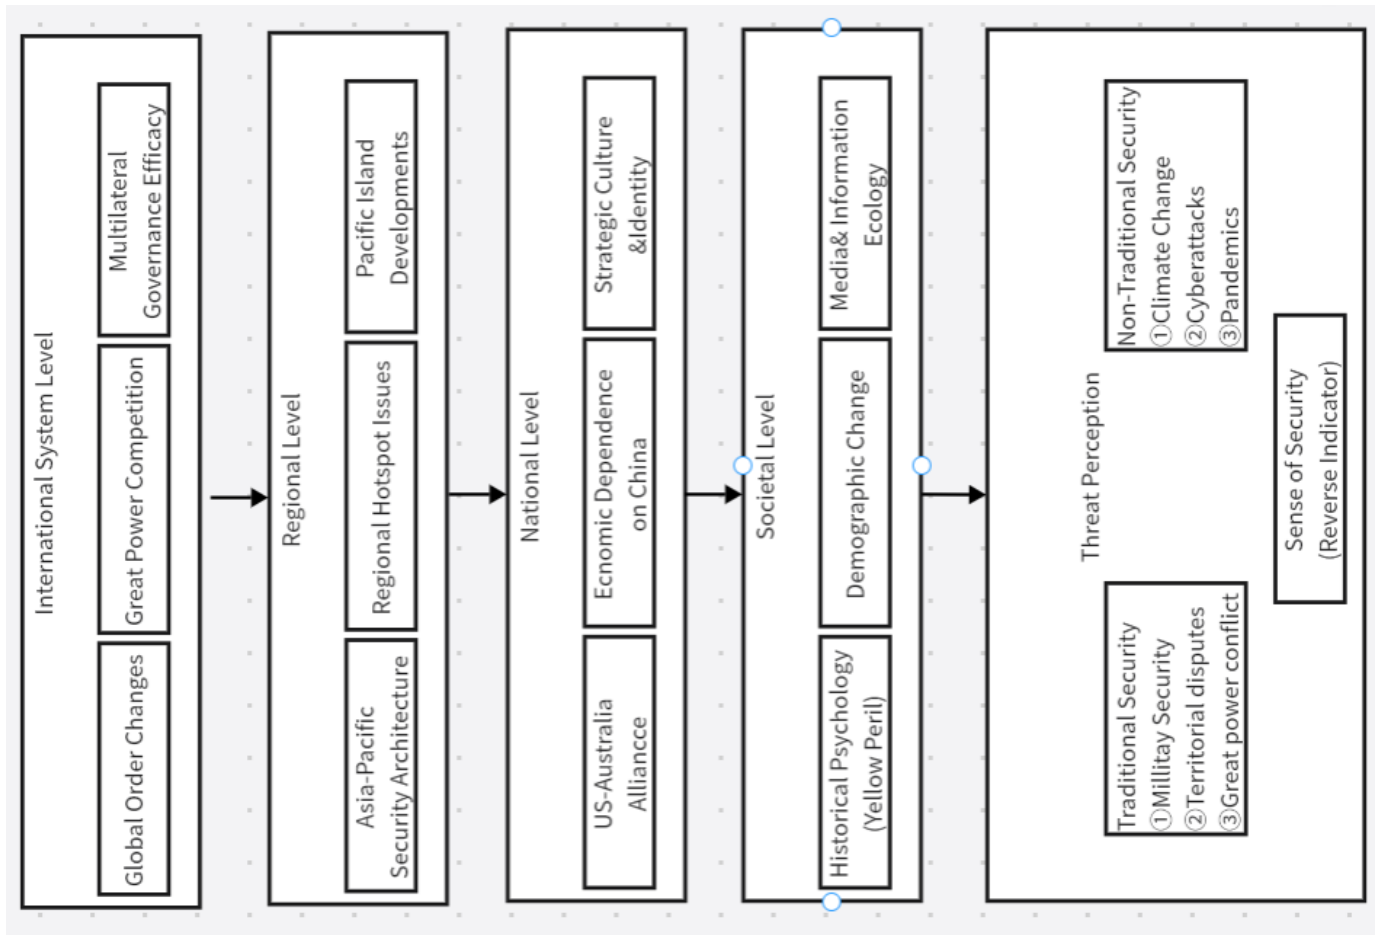 International System Level
Global Order Changes
Great Power Competition
Multilateral
Governance Efficacy
Regional Level
Asia-Pacific
Security Architecture
Regional Hotspot Issues
Pacific Island
Developments
National Level
US-Australia
Alliancce
Ecnomic Dependence
on China
Strategic Culture
&Identity
Societal Level
Historical Psychology
(Yellow Peril)
Demographic Change
Media& Information
Ecology
Threat Perception
Traditional Security
①Millitay Security
②Territorial disputes
③Great power conflict
Non-Traditional Security
①Climate Change
②Cyberattacks
③Pandemics
Sense of Security
(Reverse Indicator)